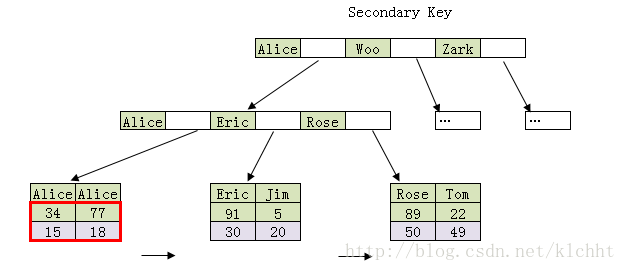 Secondary Key
Alice Woo Zark
Alice Eric Rose … …
Alice Alice Eric Jim Rose Tom
34 77 91 5 89 22
15 18 30 20 50 49
http://blog.csdn.net/klchht